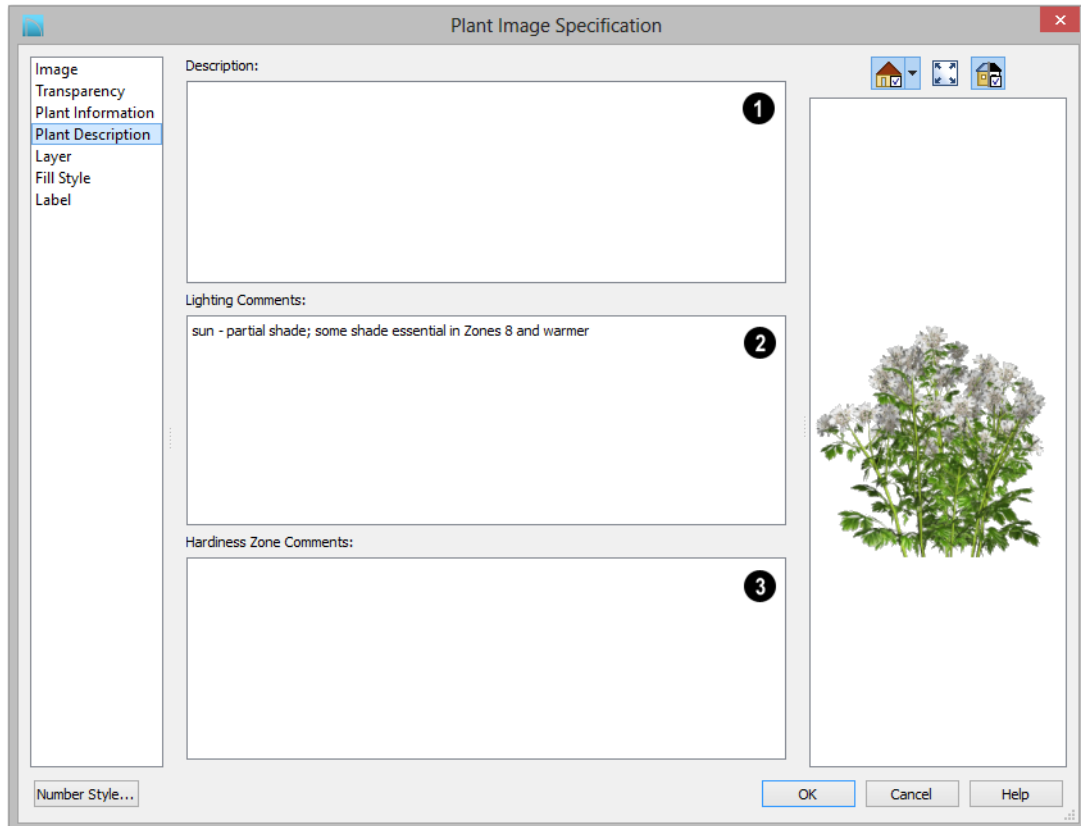 Plant Image Specification
Image
Transparency
Plant Information
Plant Description
Layer
Fill Style
Label
Description:
1
Lighting Comments:
sun - partial shade; some shade essential in Zones 8 and warmer
2
Hardiness Zone Comments:
3
Number Style...
OK
Cancel
Help